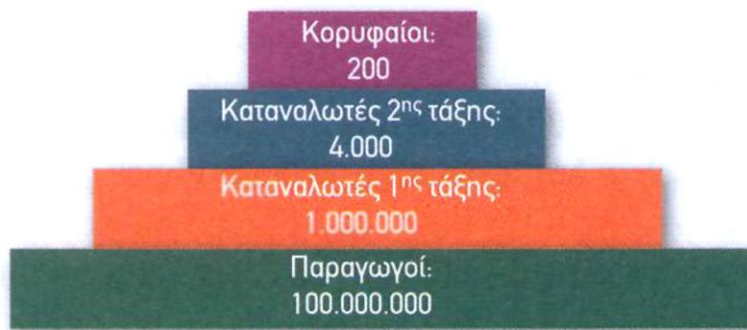 Κορυφαίοι:
200
Καταναλωτές 2ης τάξης:
4.000
Καταναλωτές 1ης τάξης:
1.000.000
Παραγωγοί:
100.000.000